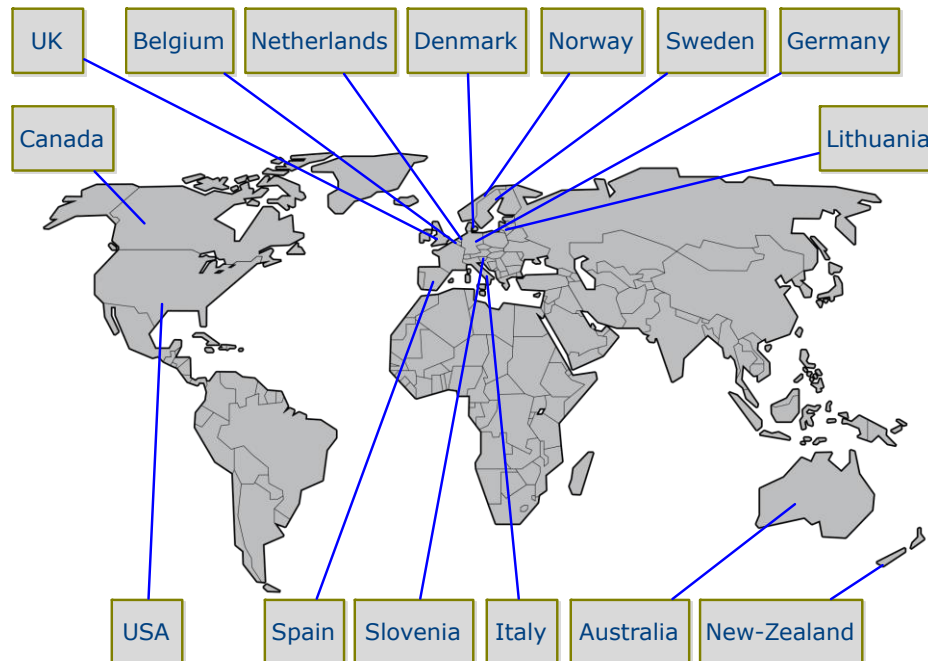 UK
Belgium
Netherlands
Denmark
Norway
Sweden
Germany
Canada
Lithuania
USA
Spain
Slovenia
Italy
Australia
New-Zealand